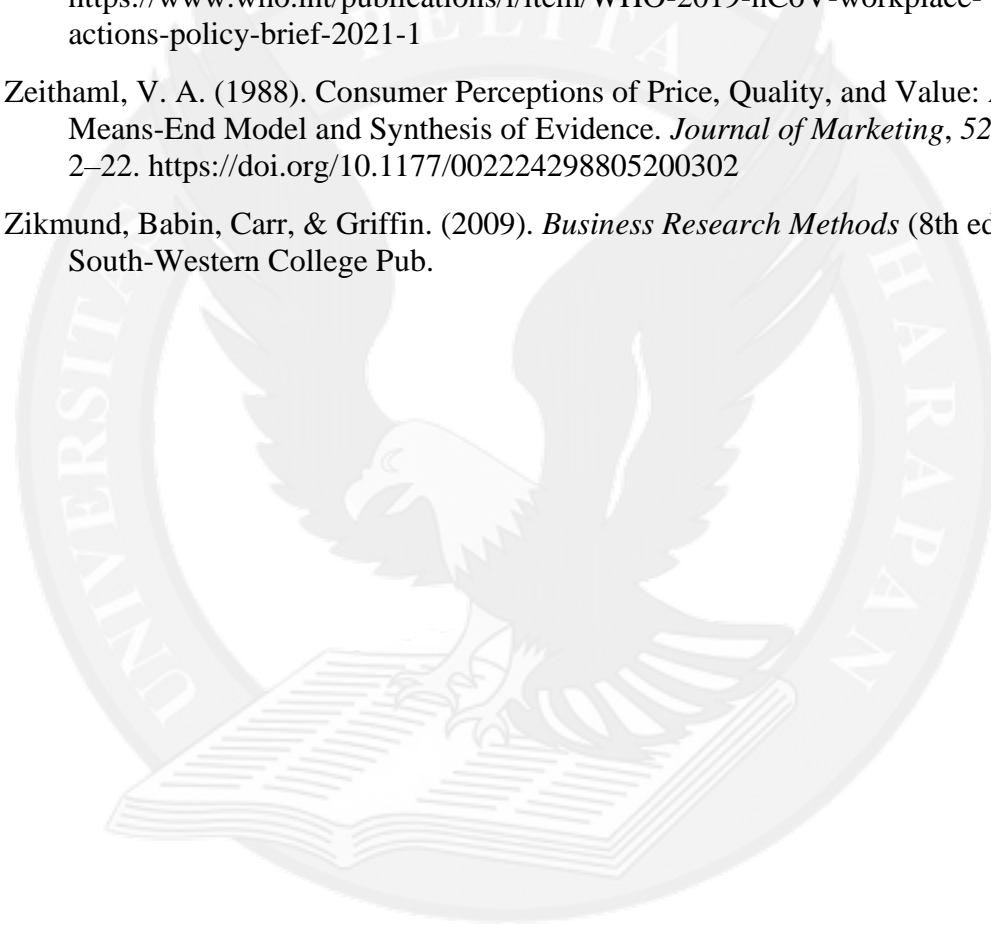 https://www.who.int/publications/i/item/WHO-2019-nCoV-workplace-
actions-policy-brief-2021-1
Zeithaml, V. A. (1988). Consumer Perceptions of Price, Quality, and Value: A
Means-End Model and Synthesis of Evidence. Journal of Marketing, 52
2–22. https://doi.org/10.1177/002224298805200302
Zikmund, Babin, Carr, & Griffin. (2009). Business Research Methods (8th ed
South-Western College Pub.
UNIVERSITAS PELITA HARAPAN